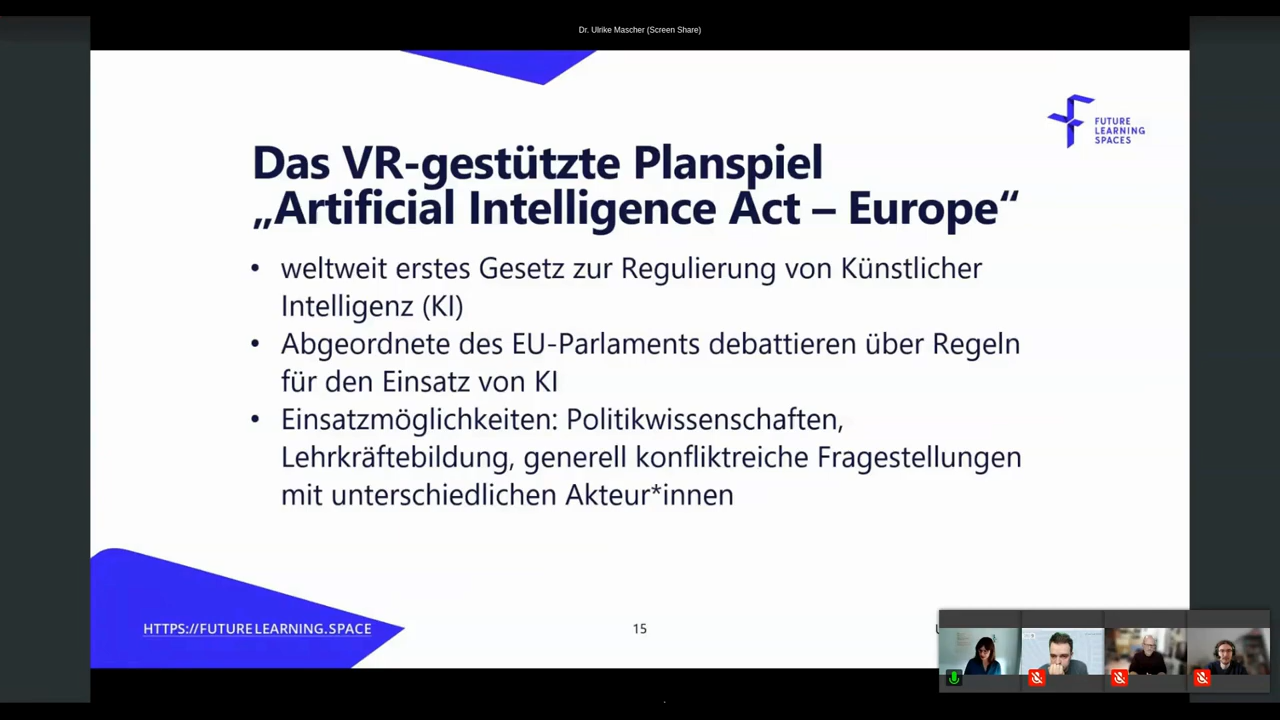 Dr. Ulrike Mascher (Screen Share)
FUTURE
LEARNING
SPACES
Das VR-gestützte Planspiel
„Artificial Intelligence Act – Europe“
• weltweit erstes Gesetz zur Regulierung von Künstlicher
Intelligenz (KI)
• Abgeordnete des EU-Parlaments debattieren über Regeln
für den Einsatz von KI
• Einsatzmöglichkeiten: Politikwissenschaften,
Lehrkräftebildung, generell konfliktreiche Fragestellungen
mit unterschiedlichen Akteur*innen
HTTPS://FUTURELEARNING.SPACE
15